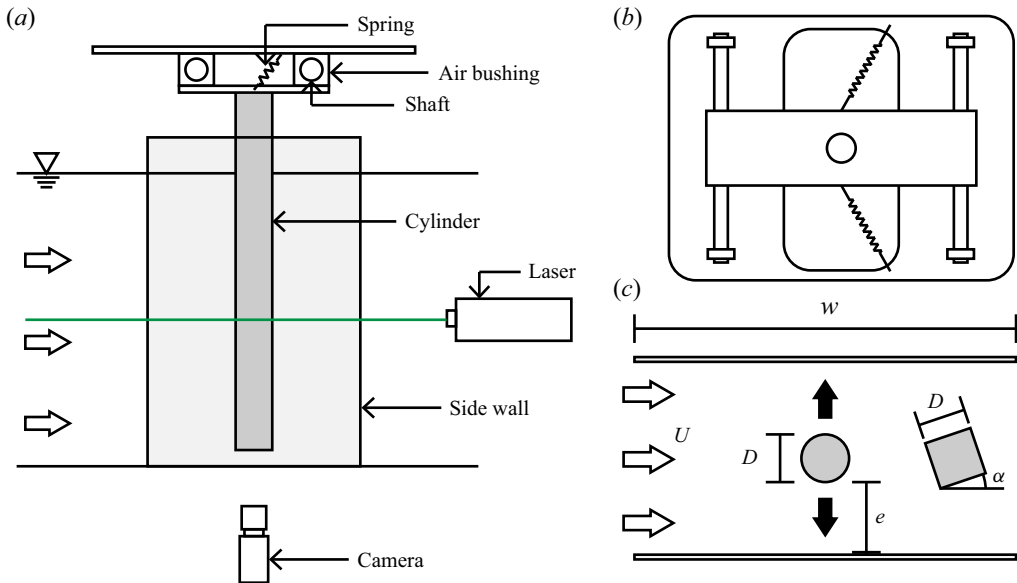 (a)
Spring
Air bushing
Shaft
Cylinder
Laser
Side wall
Camera
(b)
(c)
w
U
D
e
D
α